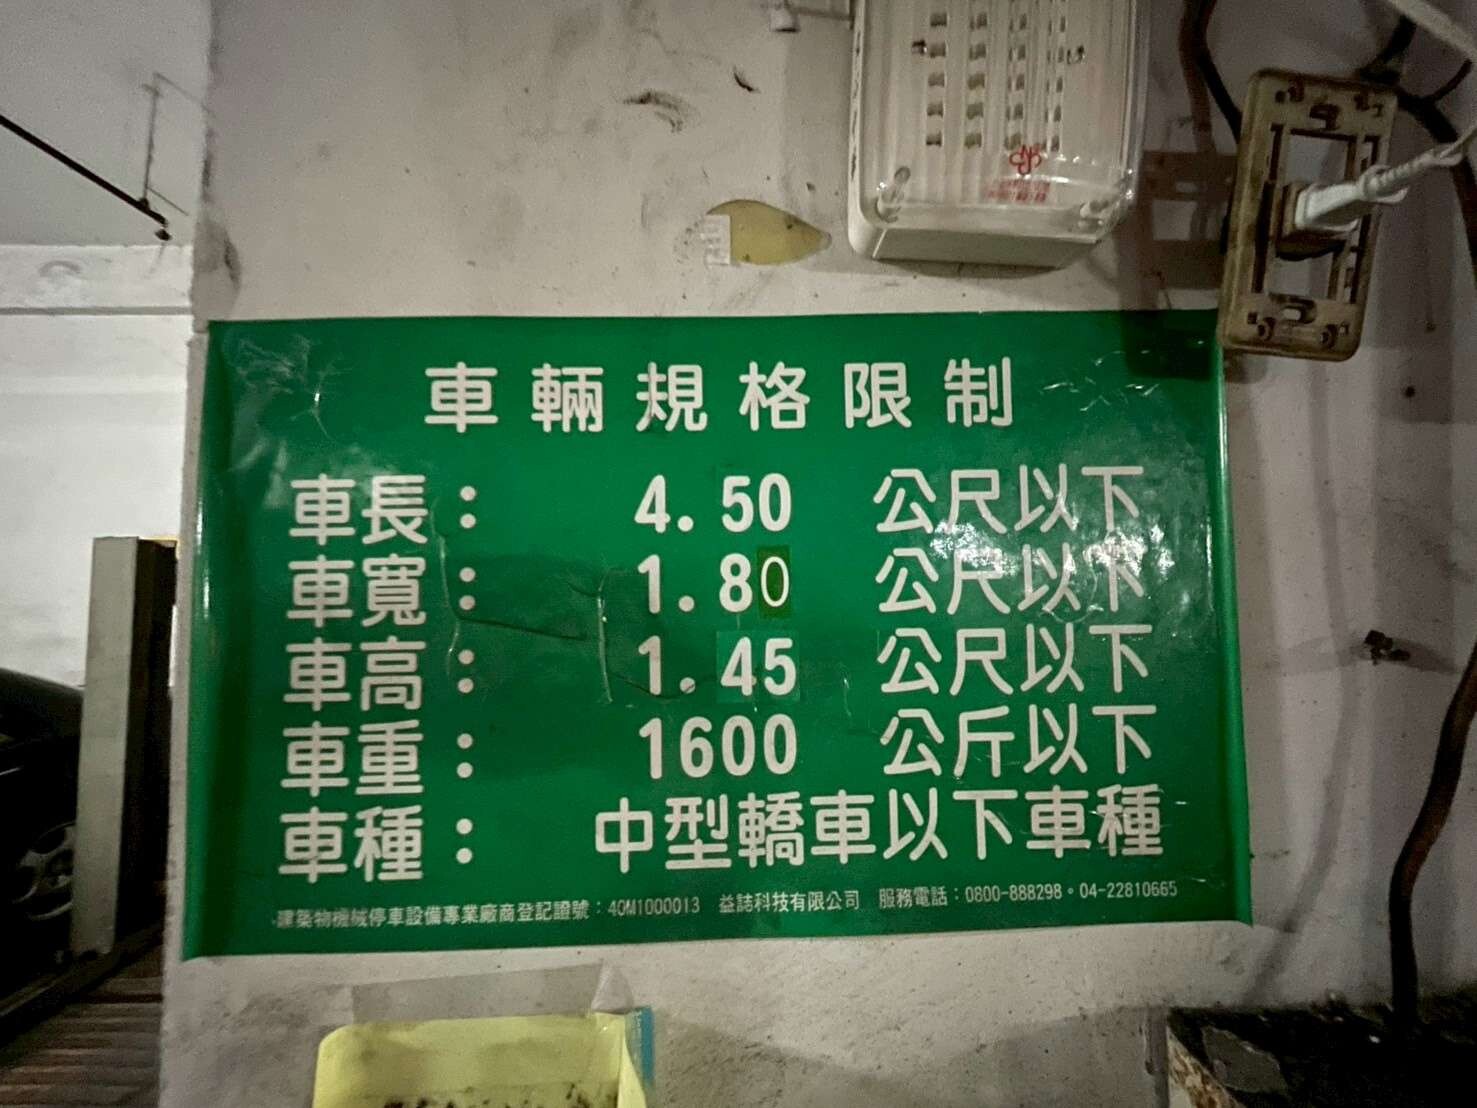 車輛規格限制
車長： 4.50 公尺以下
車寬： 1.80 公尺以下
車高： 1.45 公尺以下
車重： 1600 公斤以下
車種： 中型轎車以下車種
建築物機械停車設備專業廠商登記證號：40M1000013 益誌科技有限公司 服務電話：0800-888298。04-22810665